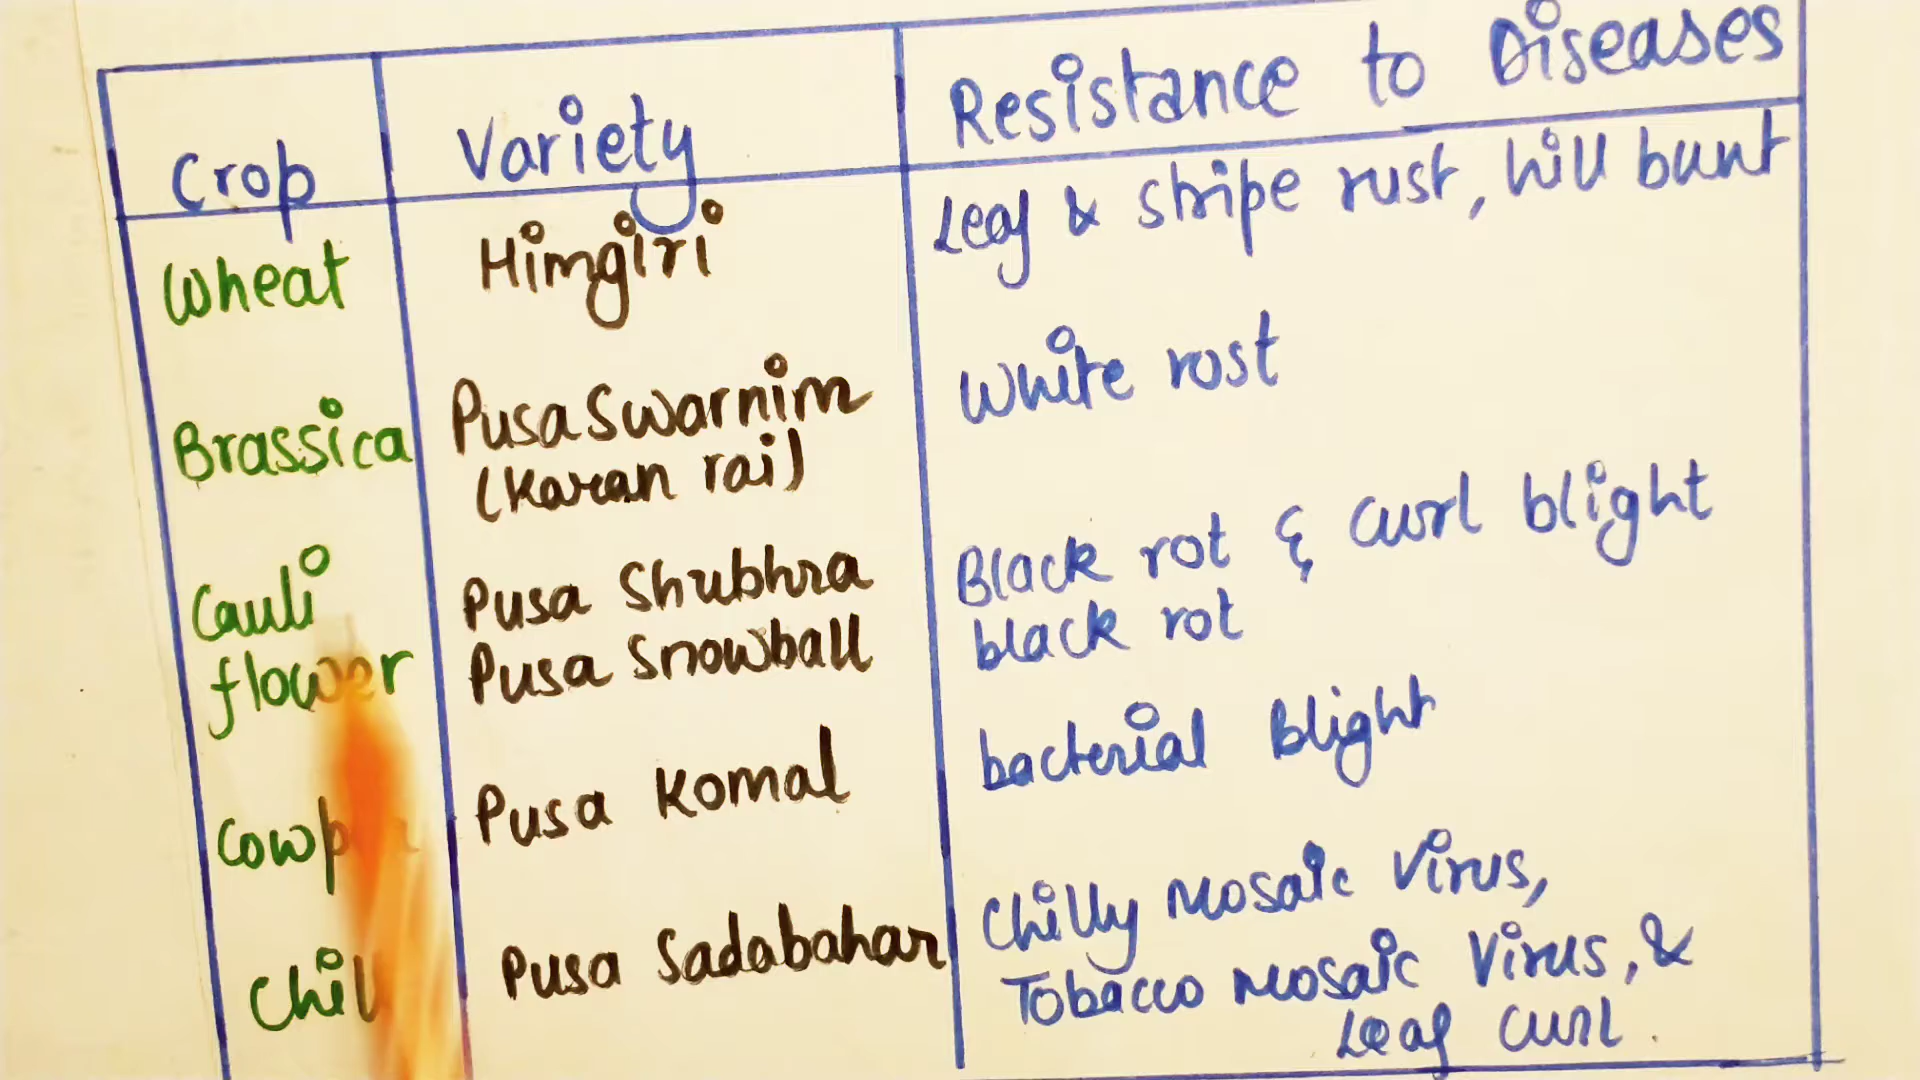 Crop Variety Resistance to Diseases
Wheat Himgiri Leaf & stripe rust, hill bunt
Brassica Pusa Swarnim White rost
(Karan rai)
Cauli Pusa Shubhra Black rot & Curl blight
flower Pusa Snowball black rot
Pusa Komal bacterial Blight
Pusa Sadabahar Chilly Mosaic Virus,
Tobacco Mosaic Virus, &
Leaf Curl.